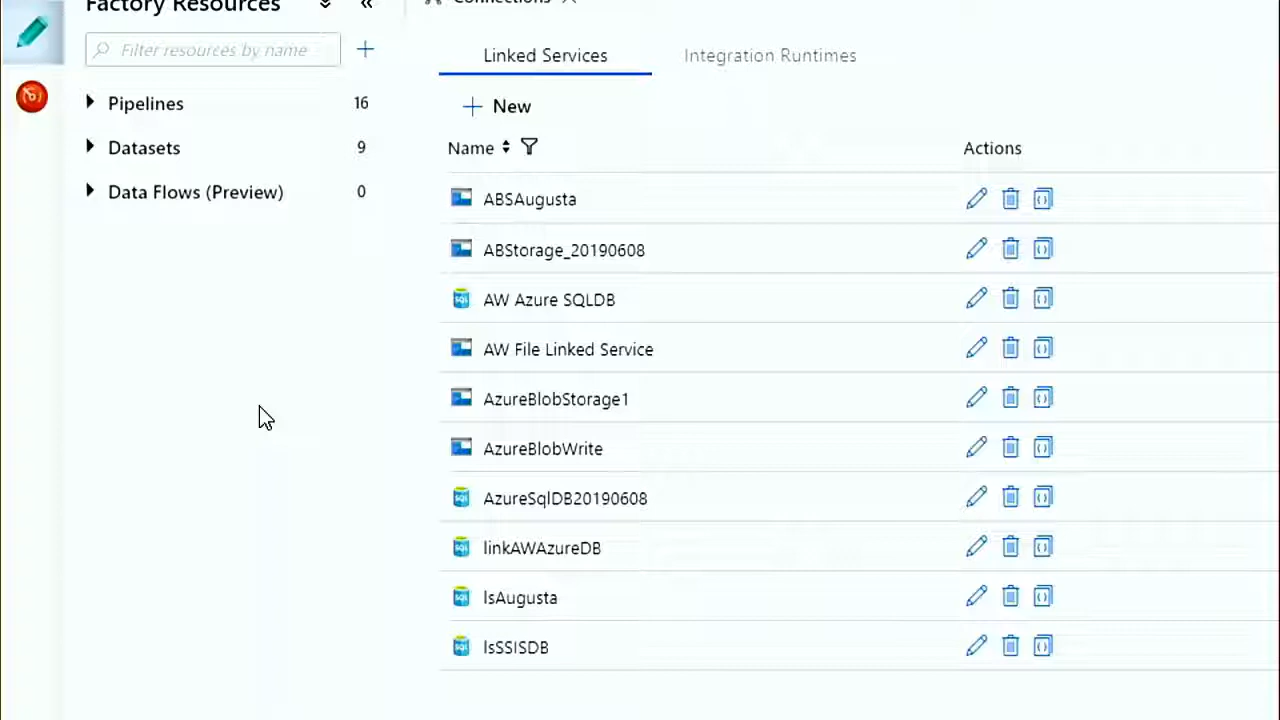 Factory Resources
Connections
Filter resources by name
Linked Services
Integration Runtimes
Pipelines 16
Datasets 9
Data Flows (Preview) 0
New
Name
Actions
ABSAugusta
ABStorage_20190608
AW Azure SQLDB
AW File Linked Service
AzureBlobStorage1
AzureBlobWrite
AzureSqlDB20190608
linkAWAzureDB
lsAugusta
lsSSISDB